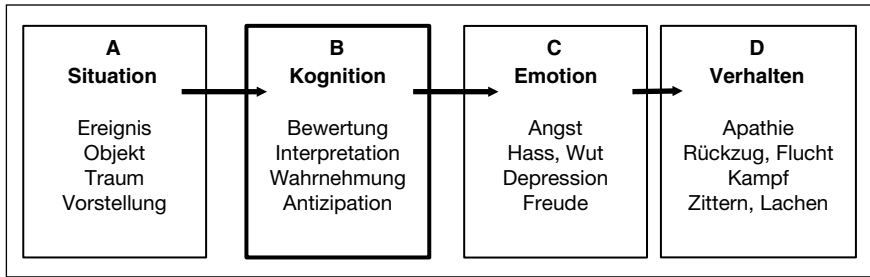 A
Situation
Ereignis
Objekt
Traum
Vorstellung
B
Kognition
Bewertung
Interpretation
Wahrnehmung
Antizipation
C
Emotion
Angst
Hass, Wut
Depression
Freude
D
Verhalten
Apathie
Rückzug, Flucht
Kampf
Zittern, Lachen